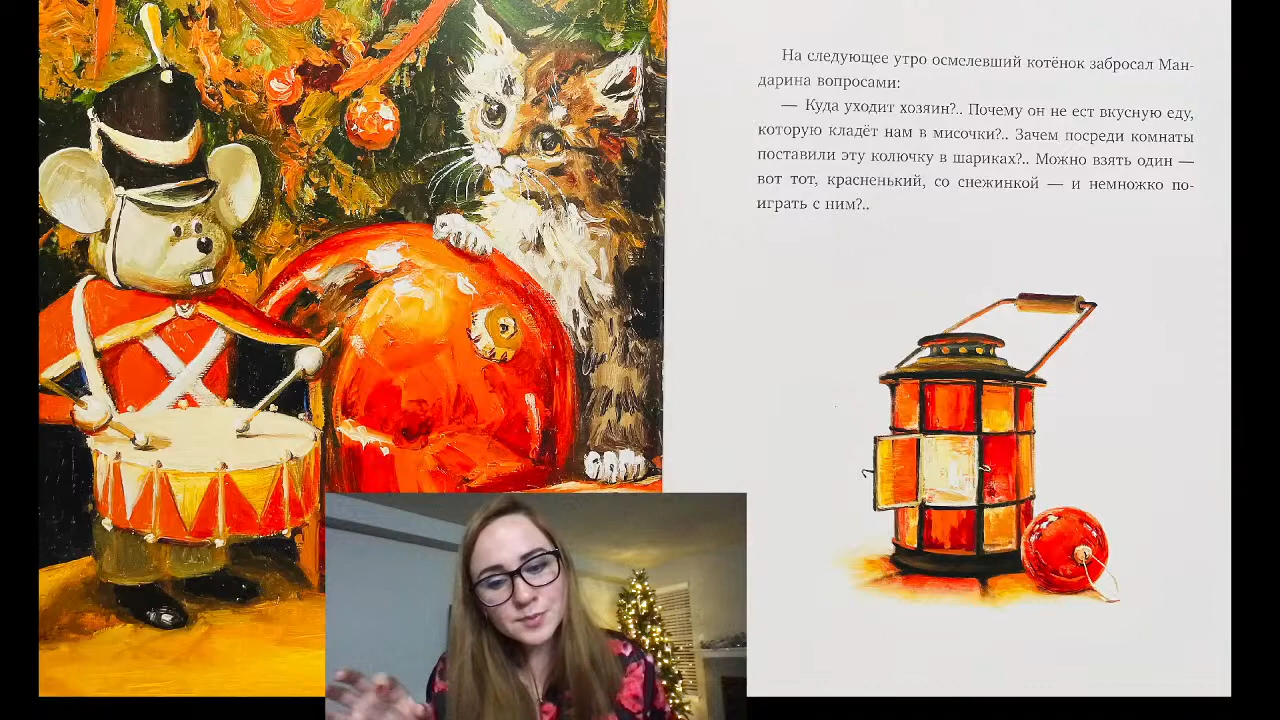 На следующее утро осмелевший котёнок забросал Ман-
дарина вопросами:
— Куда уходит хозяин?.. Почему он не ест вкусную еду,
которую кладёт нам в мисочки?.. Зачем посреди комнаты
поставили эту колючку в шариках?.. Можно взять один —
вот тот, красненький, со снежинкой — и немножко по-
играть с ним?..